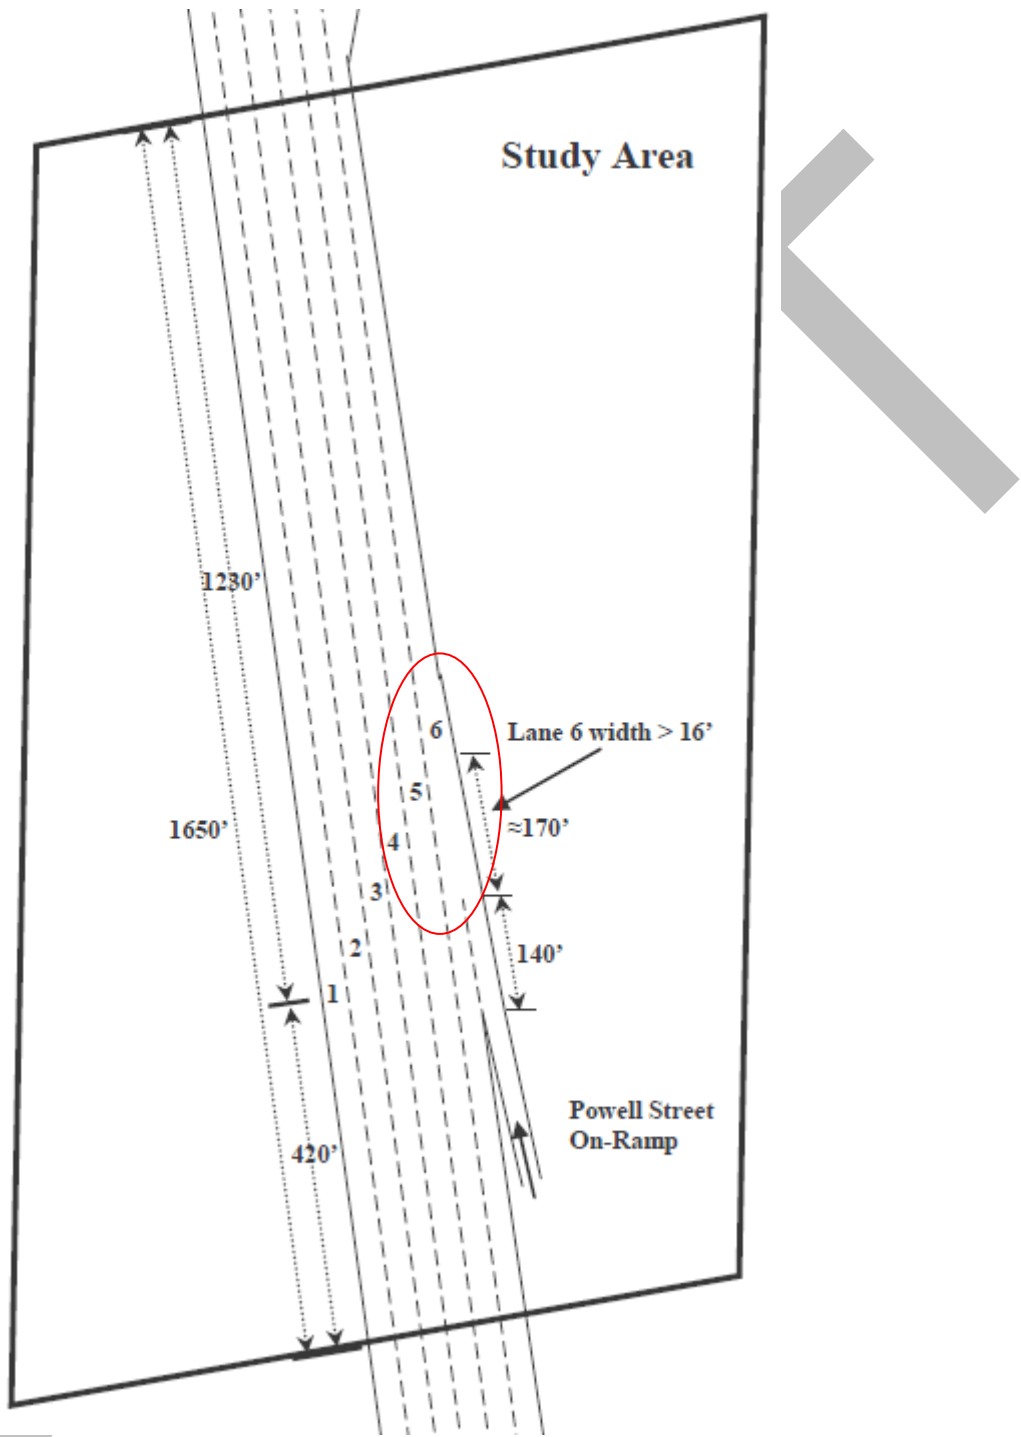 Study Area
1230’
6
Lane 6 width > 16’
5
≈170’
1650’
4
3
2
140’
1
Powell Street
On-Ramp
420’